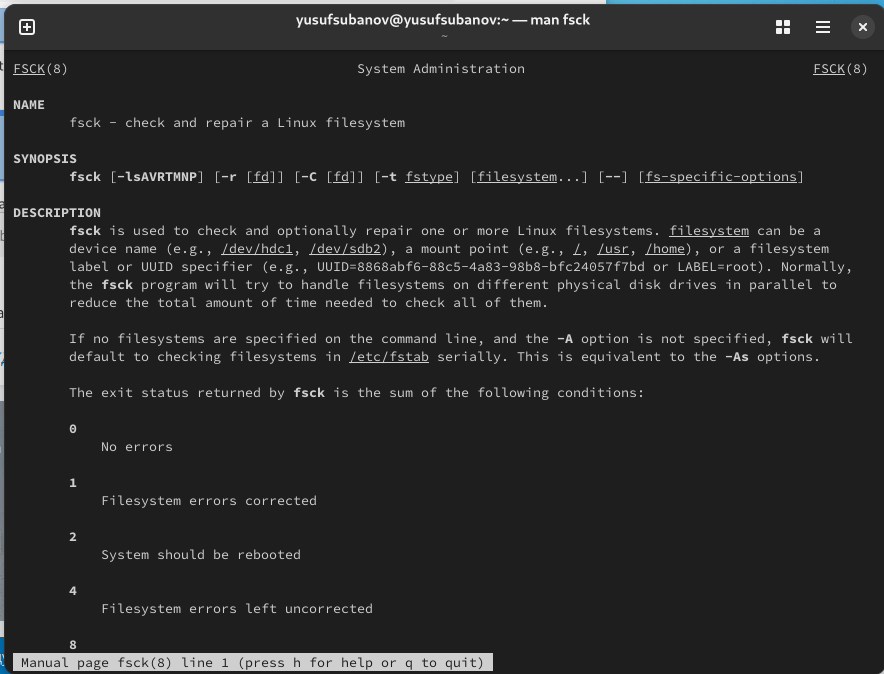 yusufsubanov@yusufsubanov:~ — man fsck
~
FSCK(8) System Administration FSCK(8)
NAME
fsck - check and repair a Linux filesystem
SYNOPSIS
fsck [-lsAVRTMNP] [-r [fd]] [-C [fd]] [-t fstype] [filesystem...] [--] [fs-specific-options]
DESCRIPTION
fsck is used to check and optionally repair one or more Linux filesystems. filesystem can be a
device name (e.g., /dev/hdc1, /dev/sdb2), a mount point (e.g., /, /usr, /home), or a filesystem
label or UUID specifier (e.g., UUID=8868abf6-88c5-4a83-98b8-bfc24057f7bd or LABEL=root). Normally,
the fsck program will try to handle filesystems on different physical disk drives in parallel to
reduce the total amount of time needed to check all of them.
If no filesystems are specified on the command line, and the -A option is not specified, fsck will
default to checking filesystems in /etc/fstab serially. This is equivalent to the -As options.
The exit status returned by fsck is the sum of the following conditions:
0
No errors
1
Filesystem errors corrected
2
System should be rebooted
4
Filesystem errors left uncorrected
8
Manual page fsck(8) line 1 (press h for help or q to quit)